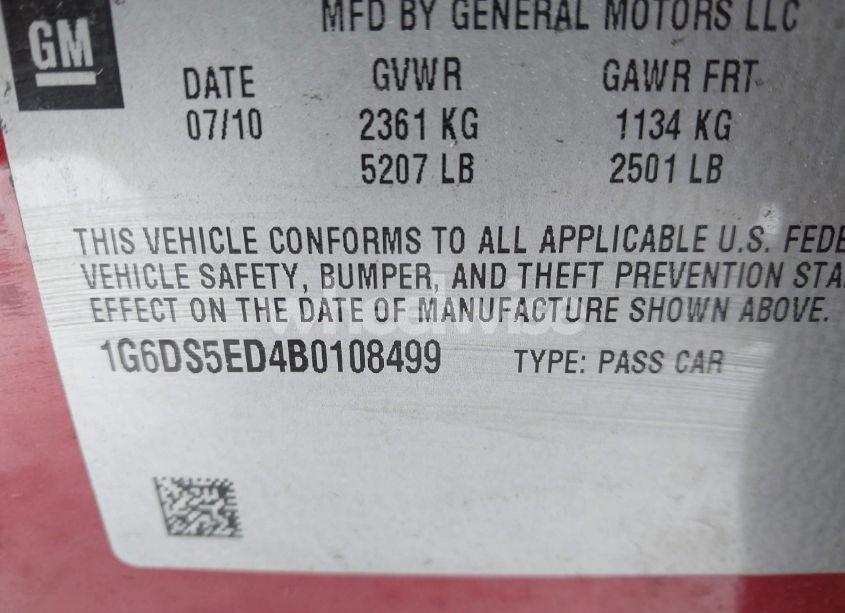 MFD BY GENERAL MOTORS LLC
GM
DATE GVWR GAWR FRT
07/10 2361 KG 1134 KG
5207 LB 2501 LB
THIS VEHICLE CONFORMS TO ALL APPLICABLE U.S. FEDE
VEHICLE SAFETY, BUMPER, AND THEFT PREVENTION STA
EFFECT ON THE DATE OF MANUFACTURE SHOWN ABOVE.
wheelwise
1G6DS5ED4B0108499 TYPE: PASS CAR